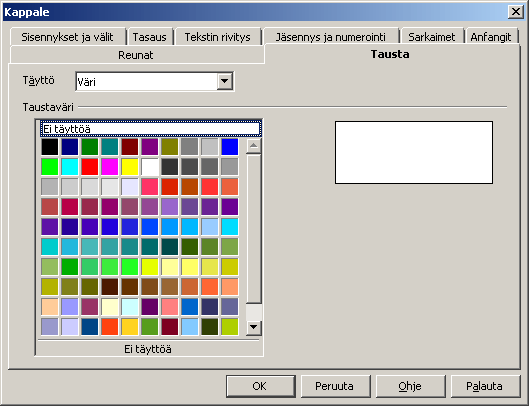 Kappale
Sisennykset ja välit Tasaus Tekstin rivitys Jäsennys ja numerointi Sarkaimet Anfangit
Reunat Tausta
Täyttö Väri
Taustaväri
Ei täyttöä
Ei täyttöä
OK Peruuta Ohje Palauta